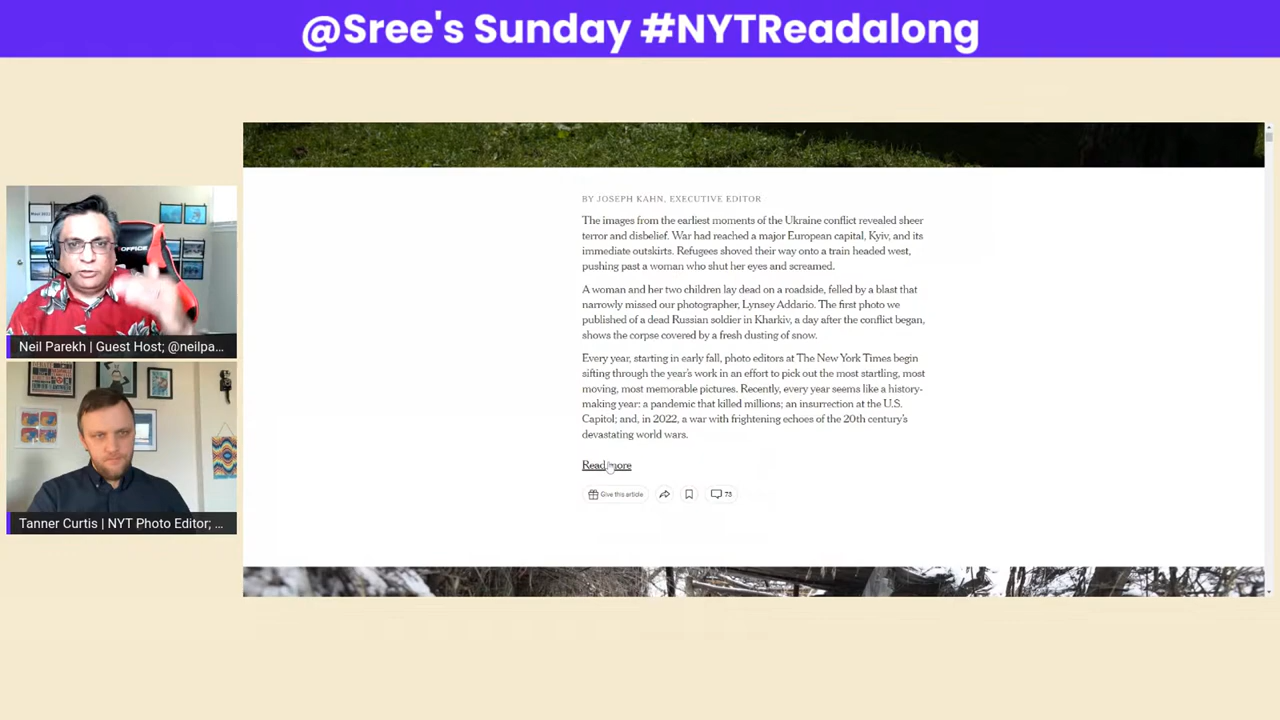 @Sree's Sunday #NYTReadalong
BY JOSEPH KAHN, EXECUTIVE EDITOR
The images from the earliest moments of the Ukraine conflict revealed sheer
terror and disbelief. War had reached a major European capital, Kyiv, and its
immediate outskirts. Refugees shoved their way onto a train headed west,
pushing past a woman who shut her eyes and screamed.
A woman and her two children lay dead on a roadside, felled by a blast that
narrowly missed our photographer, Lynsey Addario. The first photo we
published of a dead Russian soldier in Kharkiv, a day after the conflict began,
shows the corpse covered by a fresh dusting of snow.
Every year, starting in early fall, photo editors at The New York Times begin
sifting through the year's work in an effort to pick out the most startling, most
moving, most memorable pictures. Recently, every year seems like a history-
making year: a pandemic that killed millions; an insurrection at the U.S.
Capitol; and, in 2022, a war with frightening echoes of the 20th century's
devastating world wars.
Read more
Give this article
73
OFFICE
Neil Parekh | Guest Host; @neilpa...
Tanner Curtis | NYT Photo Editor; ...